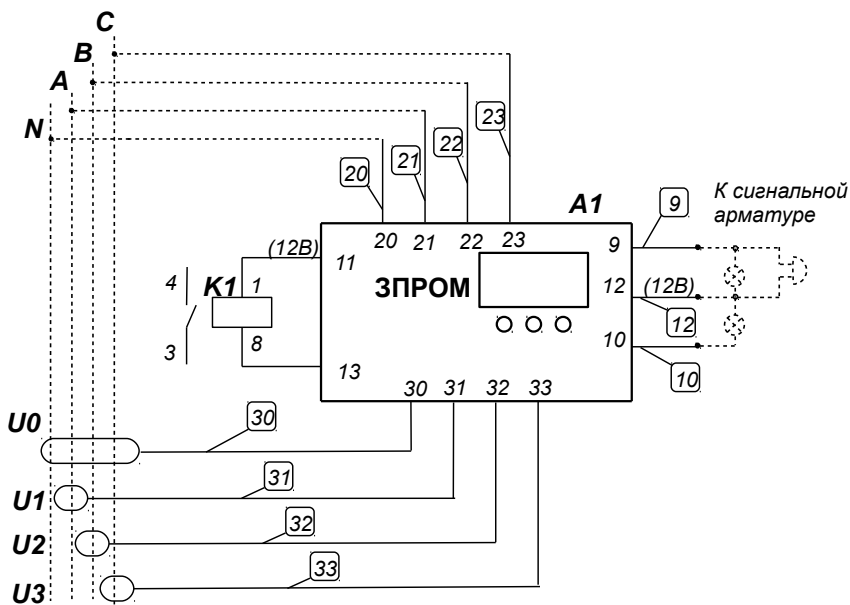 C
B
A
N
23
22
21
20
9
К сигнальной
арматуре
A1
20 21 22 23
9
(12В)
11
4
K1
1
ЗПРОМ
12
(12В)
12
3
8
10
13
10
30 31 32 33
U0
30
31
U1
32
U2
33
U3